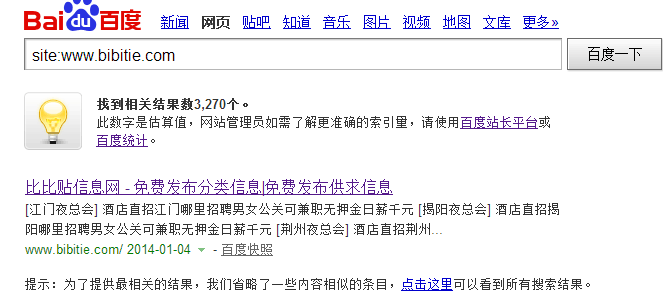 Bai du 百度 新闻 网页 贴吧 知道 音乐 图片 视频 地图 文库 更多»
site:www.bibitie.com 百度一下
找到相关结果数3,270个。
此数字是估算值，网站管理员如需了解更准确的索引量，请使用百度站长平台或
百度统计。
比比贴信息网 - 免费发布分类信息|免费发布供求信息
[江门夜总会] 酒店直招江门哪里招聘男女公关可兼职无押金日薪千元 [揭阳夜总会] 酒店直招揭
阳哪里招聘男女公关可兼职无押金日薪千元 [荆州夜总会] 酒店直招荆州...
www.bibitie.com/ 2014-01-04 - 百度快照
提示：为了提供最相关的结果，我们省略了一些内容相似的条目，点击这里可以看到所有搜索结果。